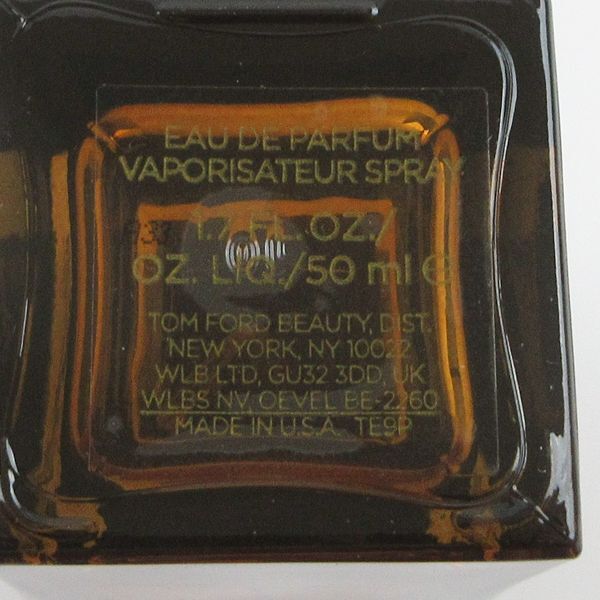 EAU DE PARFUM
VAPORISATEUR SPRAY
1.7 FL. OZ./
OZ. LIQ./50 ml ℮
TOM FORD BEAUTY, DIST.
NEW YORK, NY 10022
WLB LTD, GU32 3DD, UK
WLBS NV, OEVEL BE-2260
MADE IN U.S.A. TE9P